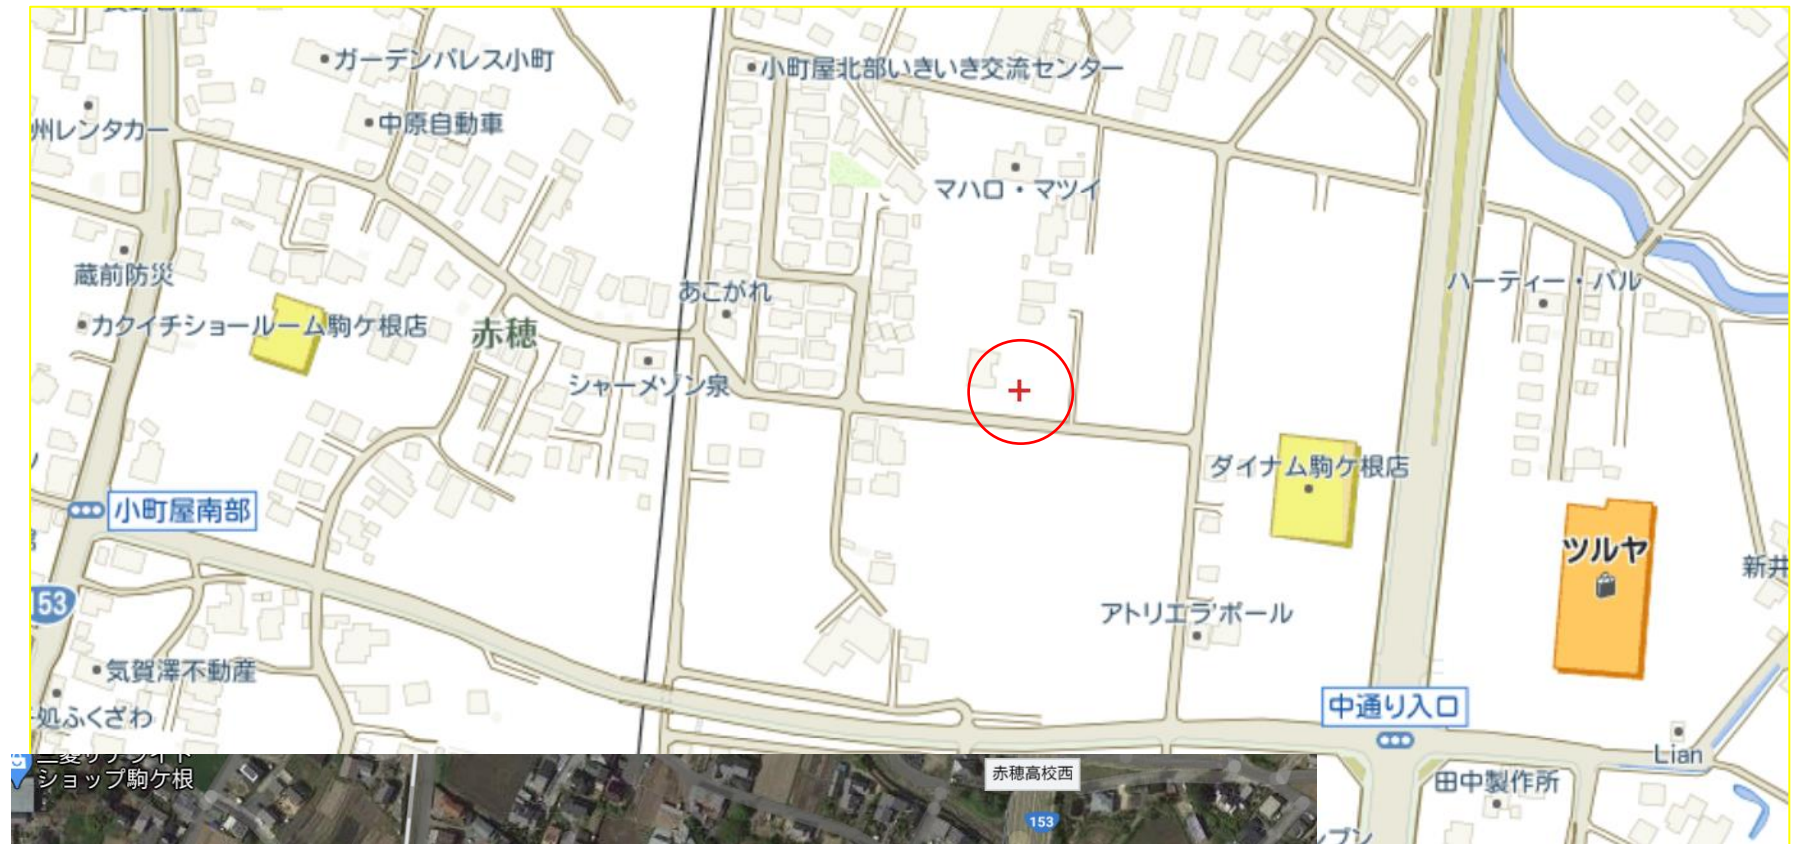 ガーデンパレス小町
小町屋北部いきいき交流センター
州レンタカー
中原自動車
マハロ・マツイ
蔵前防災
あこがれ
ハーティー・バル
カクイチショールーム駒ケ根店
赤穂
シャーメゾン泉
ダイナム駒ケ根店
小町屋南部
ツルヤ
新井
153
アトリエラ'ポール
気賀澤不動産
処ふくざわ
中通り入口
Lian
ショップ駒ケ根
赤穂高校西
田中製作所
153